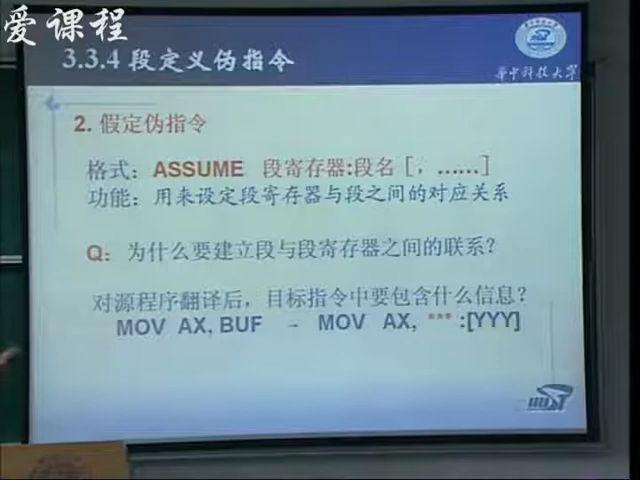 爱课程
3.3.4 段定义伪指令
华中科技大学
2. 假定伪指令
格式：ASSUME 段寄存器:段名 [，……]
功能：用来设定段寄存器与段之间的对应关系
Q：为什么要建立段与段寄存器之间的联系？
对源程序翻译后，目标指令中要包含什么信息？
MOV AX, BUF → MOV AX, *** :[YYY]